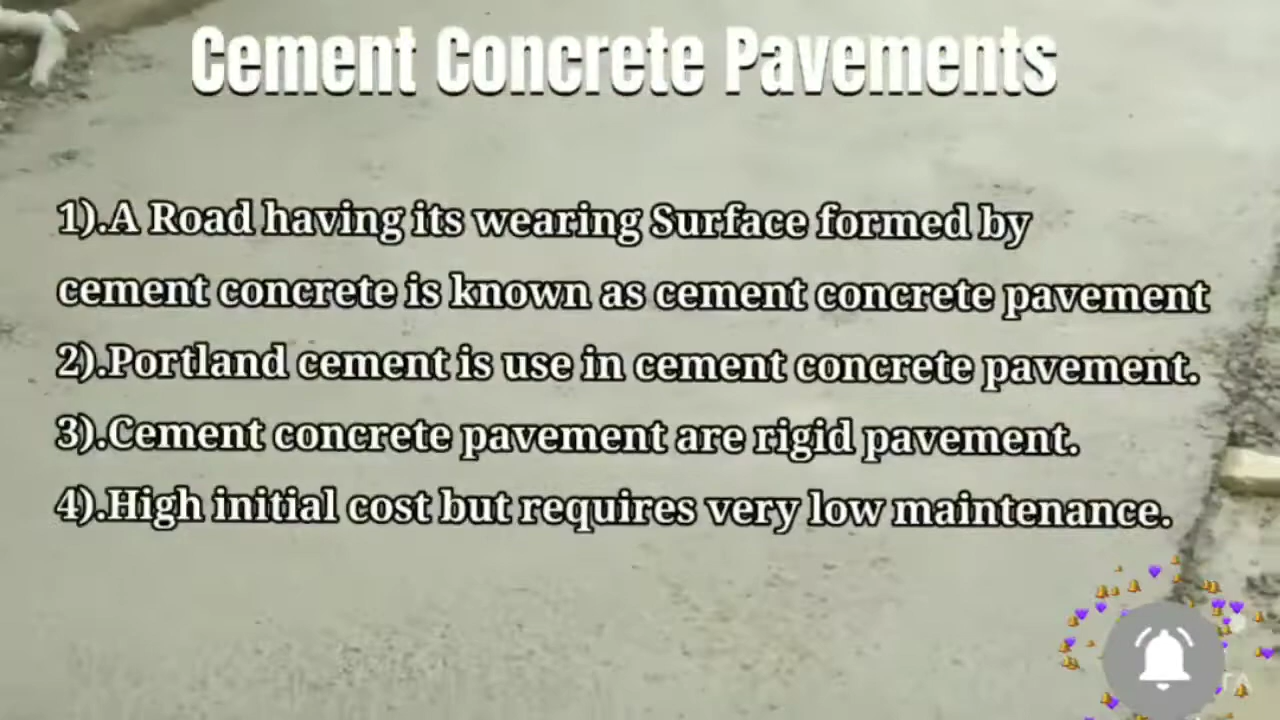 Cement Concrete Pavements
1).A Road having its wearing Surface formed by
cement concrete is known as cement concrete pavement
2).Portland cement is use in cement concrete pavement.
3).Cement concrete pavement are rigid pavement.
4).High initial cost but requires very low maintenance.